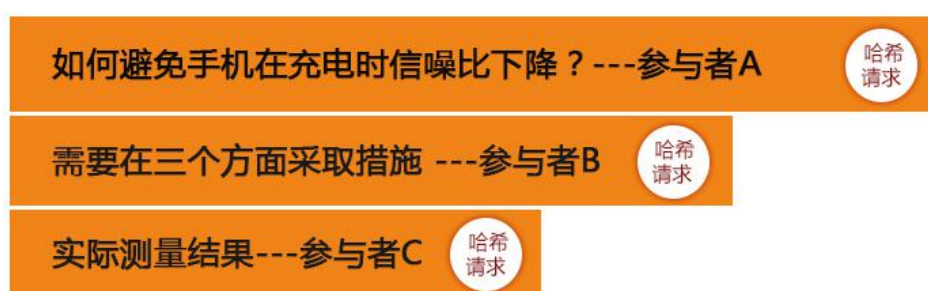 如何避免手机在充电时信噪比下降？---参与者A
哈希
请求
需要在三个方面采取措施 ---参与者B
哈希
请求
实际测量结果---参与者C
哈希
请求